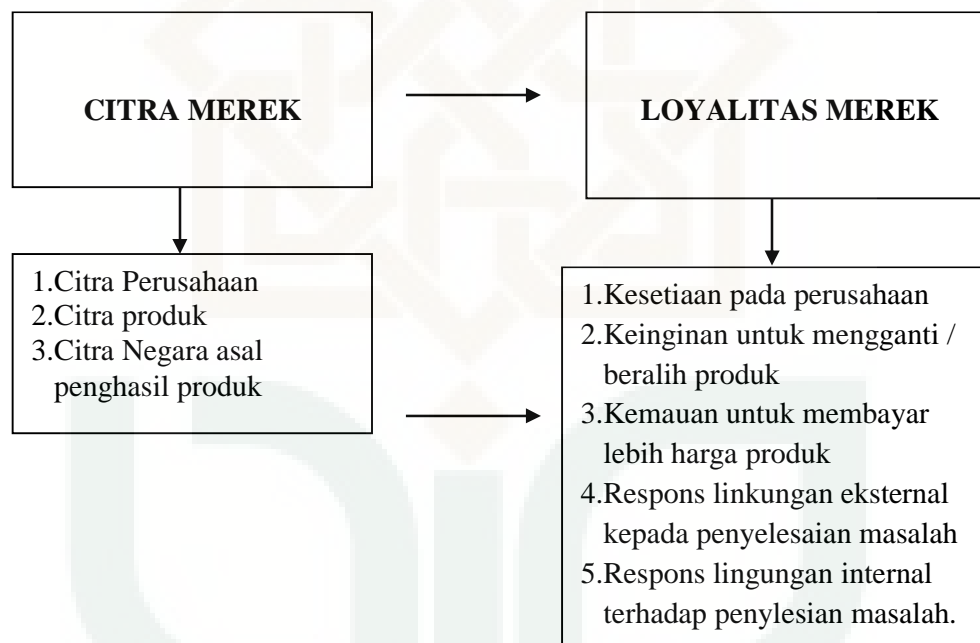 CITRA MEREK
LOYALITAS MEREK
1.Citra Perusahaan
2.Citra produk
3.Citra Negara asal
penghasil produk
1.Kesetiaan pada perusahaan
2.Keinginan untuk mengganti /
beralih produk
3.Kemauan untuk membayar
lebih harga produk
4.Respons linkungan eksternal
kepada penyelesaian masalah
5.Respons lingungan internal
terhadap penylesian masalah.